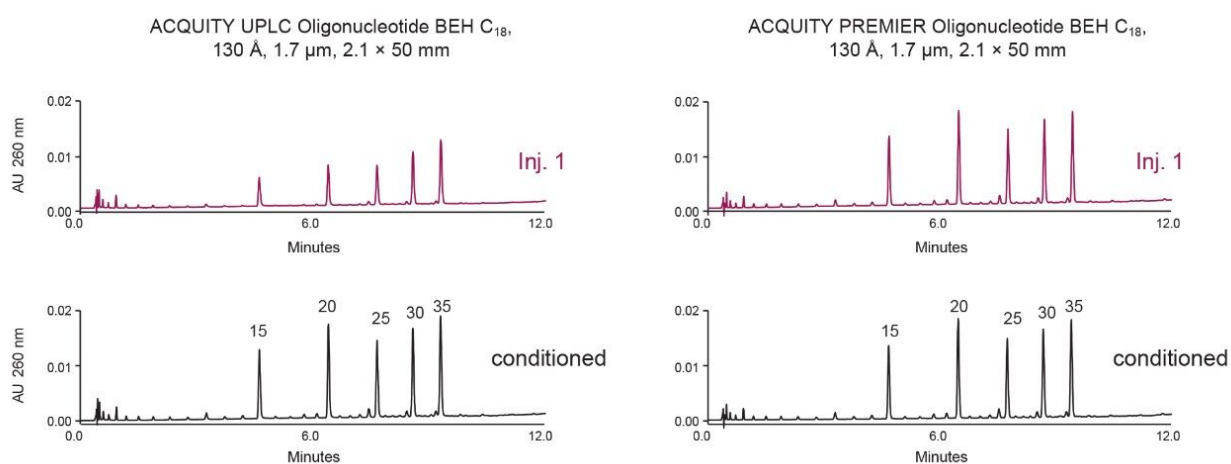 ACQUITY UPLC Oligonucleotide BEH C18,
130 Å, 1.7 µm, 2.1 × 50 mm
AU 260 nm
0.02
0.01
0.00
Inj. 1
0.0
6.0
12.0
Minutes
ACQUITY PREMIER Oligonucleotide BEH C18,
130 Å, 1.7 µm, 2.1 × 50 mm
0.02
0.01
0.00
Inj. 1
0.0
6.0
12.0
Minutes
AU 260 nm
0.02
0.01
0.00
15
20
25
30
35
conditioned
0.0
6.0
12.0
Minutes
0.02
0.01
0.00
15
20
25
30
35
conditioned
0.0
6.0
12.0
Minutes